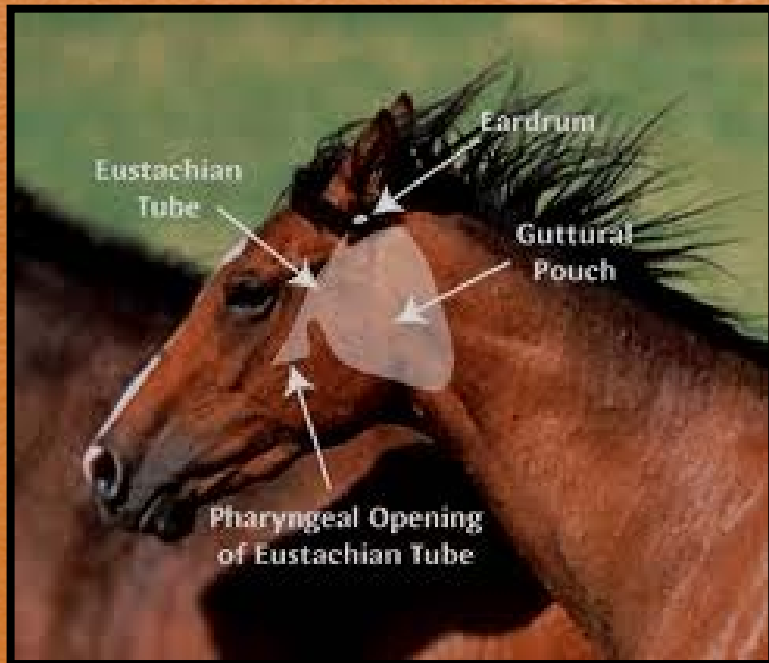 Eardrum
Eustachian
Tube
Guttural
Pouch
Pharyngeal Opening
of Eustachian Tube